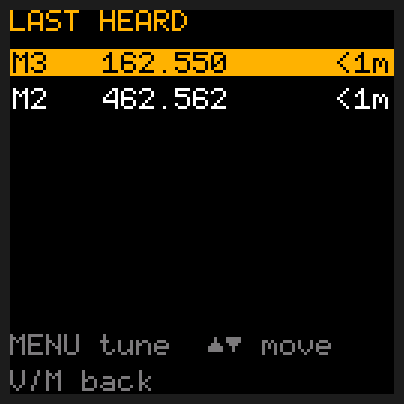 LAST HEARD
M3 162.550 <1m
M2 462.562 <1m
MENU tune ▲▼ move
V/M back